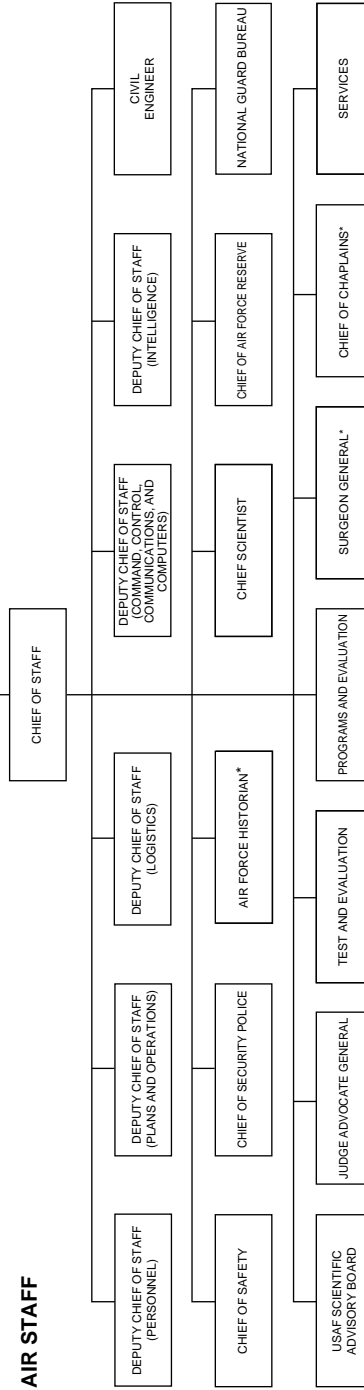 AIR STAFF
CHIEF OF STAFF
DEPUTY CHIEF OF STAFF
(PERSONNEL)
DEPUTY CHIEF OF STAFF
(PLANS AND OPERATIONS)
DEPUTY CHIEF OF STAFF
(LOGISTICS)
DEPUTY CHIEF OF STAFF
(COMMAND, CONTROL,
COMMUNICATIONS, AND
COMPUTERS)
DEPUTY CHIEF OF STAFF
(INTELLIGENCE)
CIVIL
ENGINEER
CHIEF OF SAFETY
CHIEF OF SECURITY POLICE
AIR FORCE HISTORIAN*
CHIEF SCIENTIST
CHIEF OF AIR FORCE RESERVE
NATIONAL GUARD BUREAU
USAF SCIENTIFIC
ADVISORY BOARD
JUDGE ADVOCATE GENERAL
TEST AND EVALUATION
PROGRAMS AND EVALUATION
SURGEON GENERAL*
CHIEF OF CHAPLAINS*
SERVICES